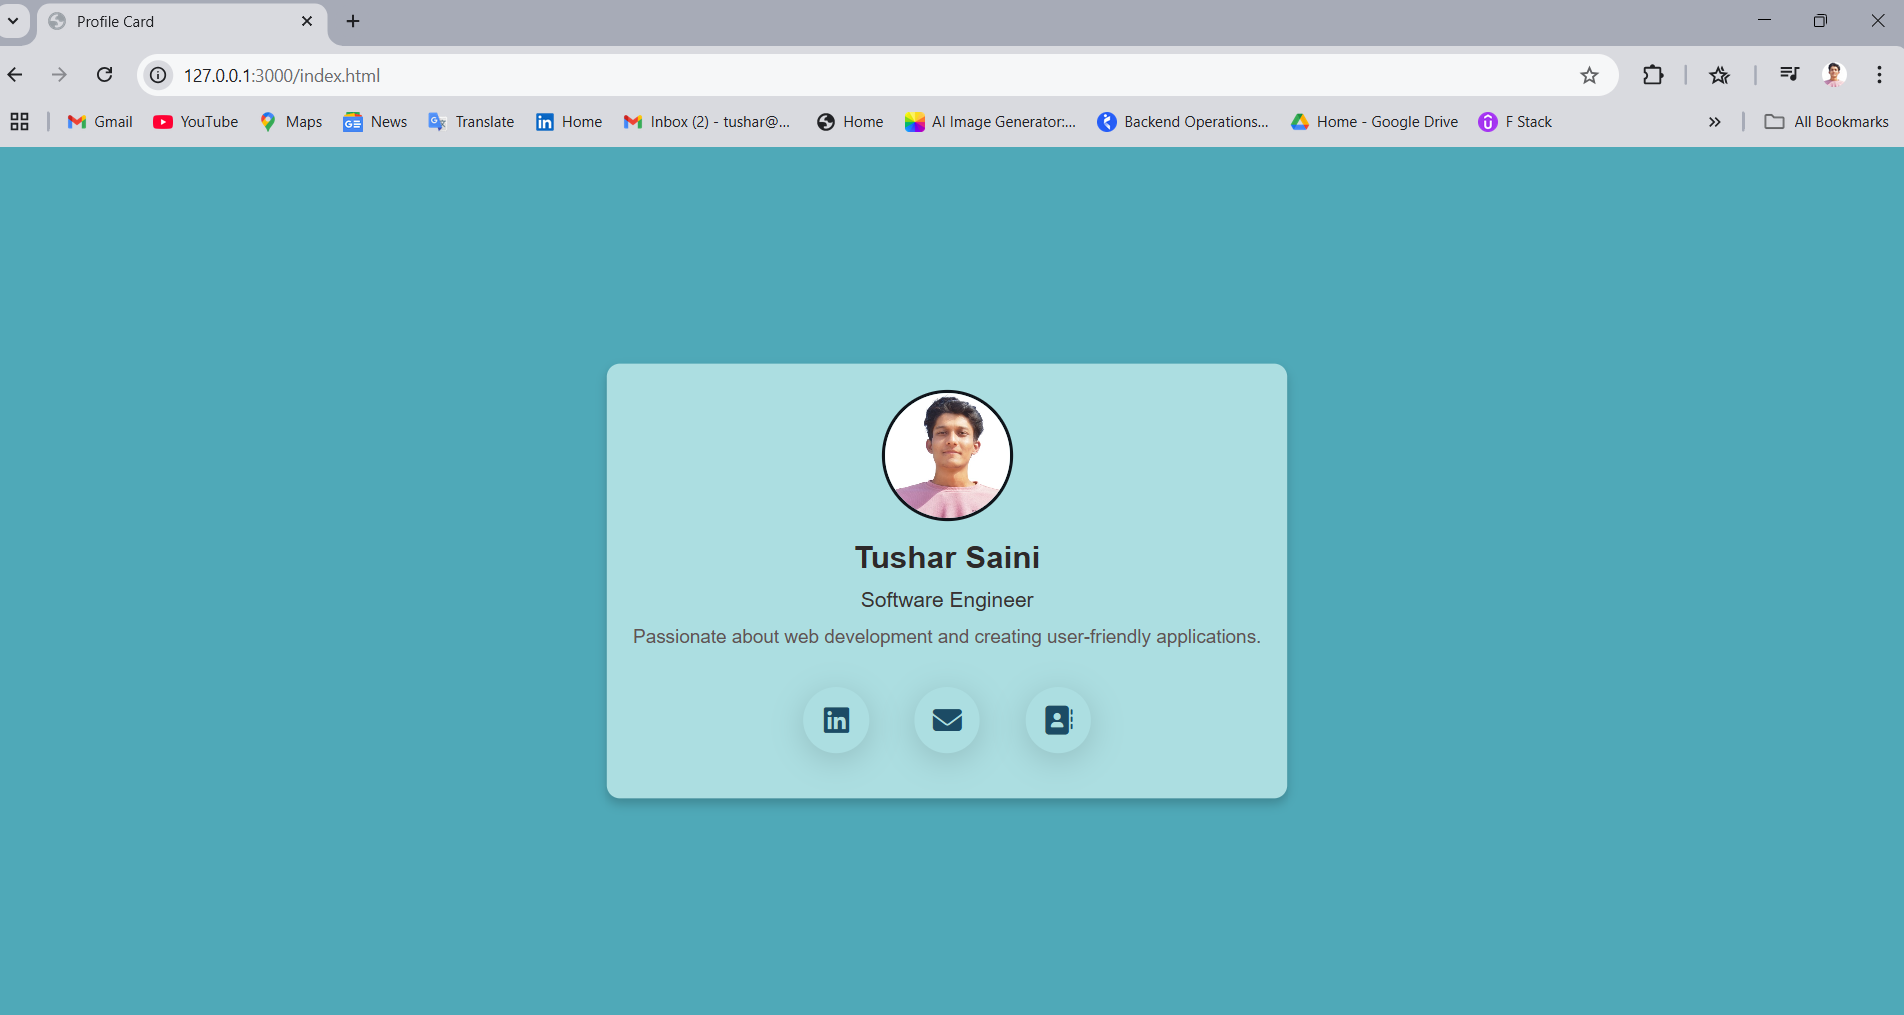 Profile Card
127.0.0.1:3000/index.html
Gmail YouTube Maps News Translate Home Inbox (2) - tushar@... Home AI Image Generator:... Backend Operations... Home - Google Drive F Stack All Bookmarks
Tushar Saini
Software Engineer
Passionate about web development and creating user-friendly applications.